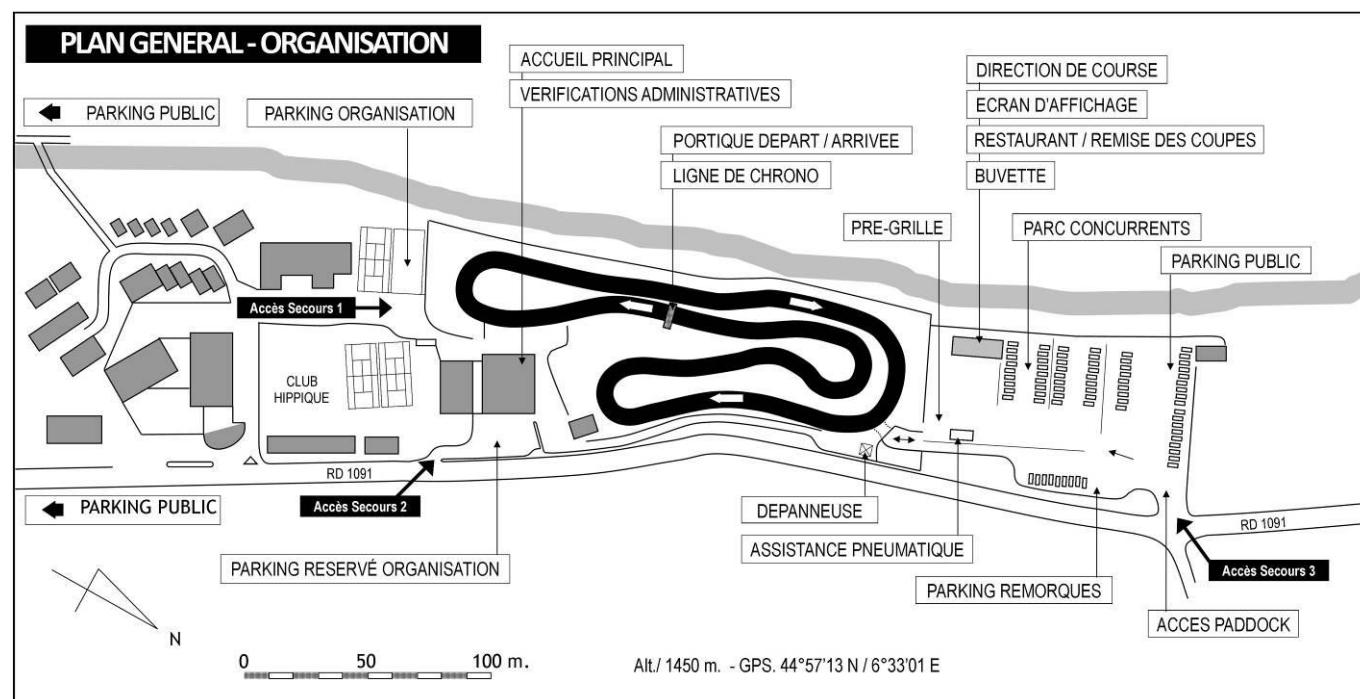 PLAN GENERAL - ORGANISATION
PARKING PUBLIC
PARKING ORGANISATION
ACCUEIL PRINCIPAL
VERIFICATIONS ADMINISTRATIVES
PORTIQUE DEPART / ARRIVEE
LIGNE DE CHRONO
DIRECTION DE COURSE
ECRAN D'AFFICHAGE
RESTAURANT / REMISE DES COUPES
BUVETTE
PRE-GRILLE
PARC CONCURRENTS
PARKING PUBLIC
Accès Secours 1
CLUB
HIPPIQUE
RD 1091
PARKING PUBLIC
Accès Secours 2
PARKING RESERVÉ ORGANISATION
DEPANNEUSE
ASSISTANCE PNEUMATIQUE
PARKING REMORQUES
RD 1091
Accès Secours 3
ACCES PADDOCK
N
0 50 100 m.
Alt./ 1450 m. - GPS. 44°57'13 N / 6°33'01 E